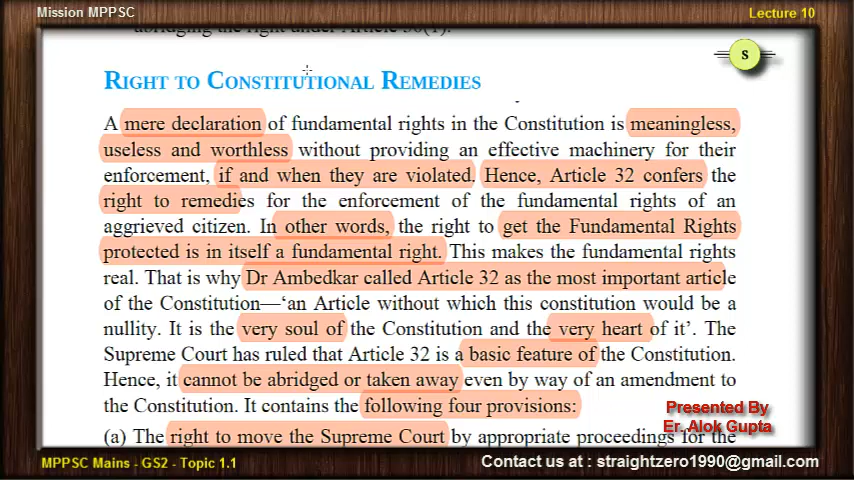 Mission MPPSC
Lecture 10
abridging the right under Article 30(1).
S
RIGHT TO CONSTITUTIONAL REMEDIES
A mere declaration of fundamental rights in the Constitution is meaningless,
useless and worthless without providing an effective machinery for their
enforcement, if and when they are violated. Hence, Article 32 confers the
right to remedies for the enforcement of the fundamental rights of an
aggrieved citizen. In other words, the right to get the Fundamental Rights
protected is in itself a fundamental right. This makes the fundamental rights
real. That is why Dr Ambedkar called Article 32 as the most important article
of the Constitution—‘an Article without which this constitution would be a
nullity. It is the very soul of the Constitution and the very heart of it’. The
Supreme Court has ruled that Article 32 is a basic feature of the Constitution.
Hence, it cannot be abridged or taken away even by way of an amendment to
the Constitution. It contains the following four provisions:
(a) The right to move the Supreme Court by appropriate proceedings for the
Presented By
Er. Alok Gupta
MPPSC Mains - GS2 - Topic 1.1
Contact us at : straightzero1990@gmail.com